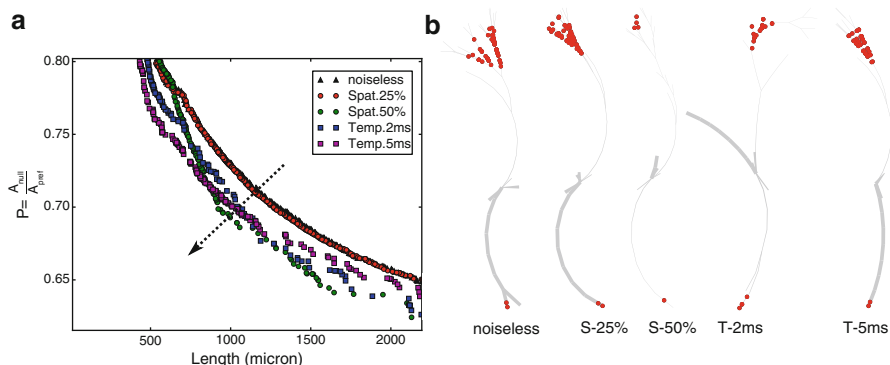 a
b
0.80
0.75
0.70
0.65
P= A_null / A_pref
noiseless
Spat.25%
Spat.50%
Temp.2ms
Temp.5ms
500
1000
1500
2000
Length (micron)
noiseless
S-25%
S-50%
T-2ms
T-5ms